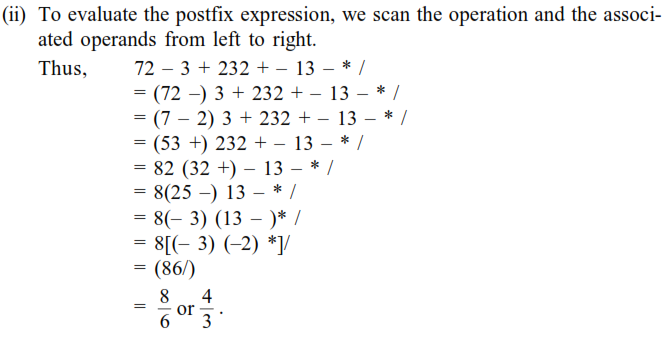 (ii) To evaluate the postfix expression, we scan the operation and the associ-
ated operands from left to right.
Thus, 72 – 3 + 232 + – 13 – * /
= (72 –) 3 + 232 + – 13 – * /
= (7 – 2) 3 + 232 + – 13 – * /
= (53 +) 232 + – 13 – * /
= 82 (32 +) – 13 – * /
= 8(25 –) 13 – * /
= 8(– 3) (13 – )* /
= 8[(– 3) (–2) *]/
= (86/)
= 8/6 or 4/3 .